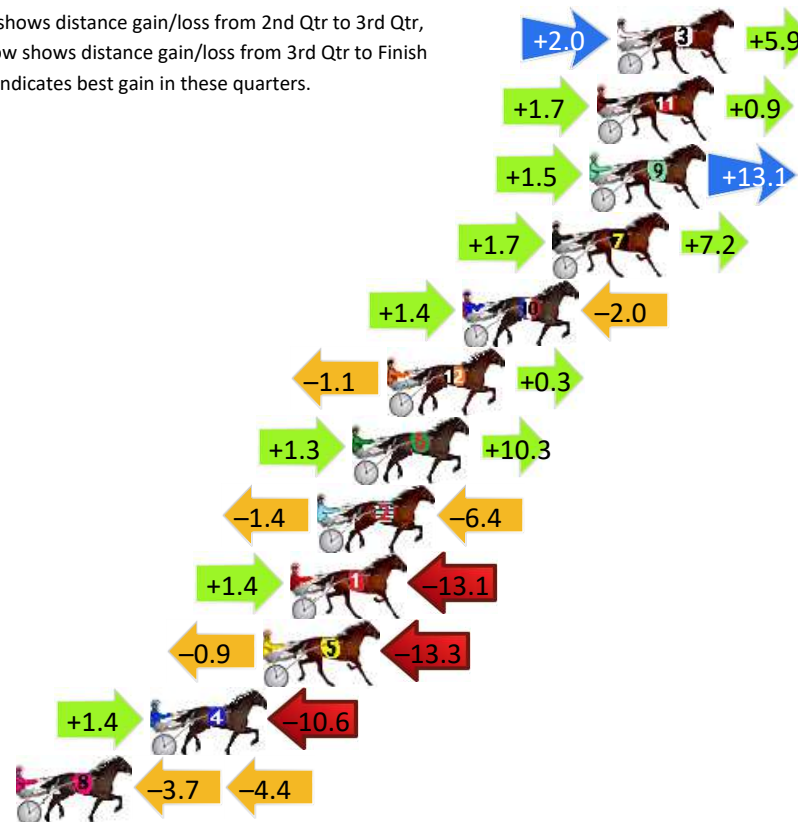 shows distance gain/loss from 2nd Qtr to 3rd Qtr,
ow shows distance gain/loss from 3rd Qtr to Finish
ndicates best gain in these quarters.
+2.0 3 +5.9
+1.7 11 +0.9
+1.5 9 +13.1
+1.7 7 +7.2
+1.4 10 –2.0
–1.1 12 +0.3
+1.3 6 +10.3
–1.4 2 –6.4
+1.4 1 –13.1
–0.9 5 –13.3
+1.4 4 –10.6
8 –3.7 –4.4